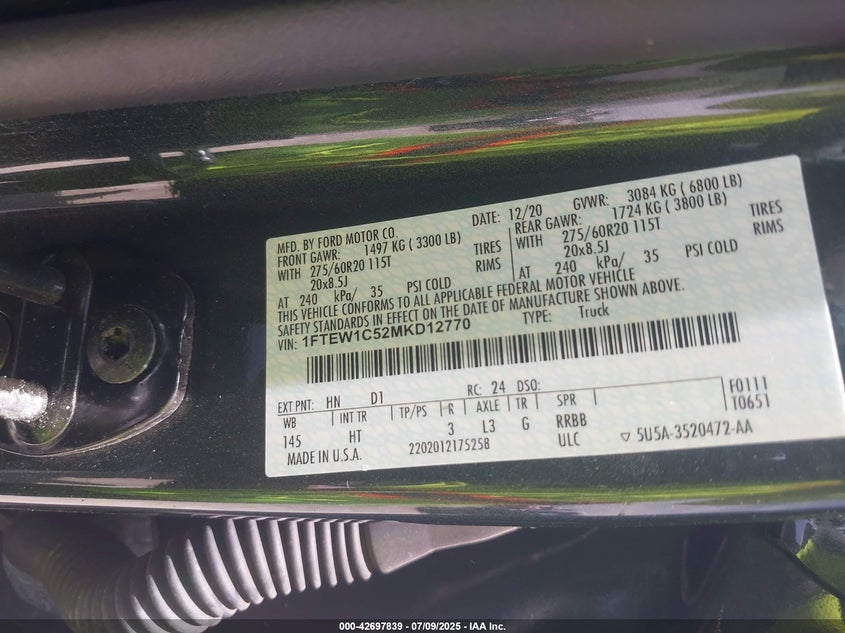 MFD. BY FORD MOTOR CO. DATE: 12/20 GVWR: 3084 KG ( 6800 LB)
FRONT GAWR: 1497 KG ( 3300 LB) REAR GAWR: 1724 KG ( 3800 LB)
WITH 275/60R20 115T TIRES WITH 275/60R20 115T TIRES
20x8.5J RIMS 20x8.5J RIMS
AT 240 kPa/ 35 PSI COLD AT 240 kPa/ 35 PSI COLD
THIS VEHICLE CONFORMS TO ALL APPLICABLE FEDERAL MOTOR VEHICLE
SAFETY STANDARDS IN EFFECT ON THE DATE OF MANUFACTURE SHOWN ABOVE.
VIN: 1FTEW1C52MKD12770 TYPE: Truck
EXT PNT: HN D1 RC: 24 DSO:
WB INT TR TP/PS R AXLE TR SPR F0111
145 HT 3 L3 G RRBB T0651
MADE IN U.S.A. 2202012175258 ULC ▽ 5U5A-3520472-AA
000-42697839 - 07/09/2025 - IAA Inc.